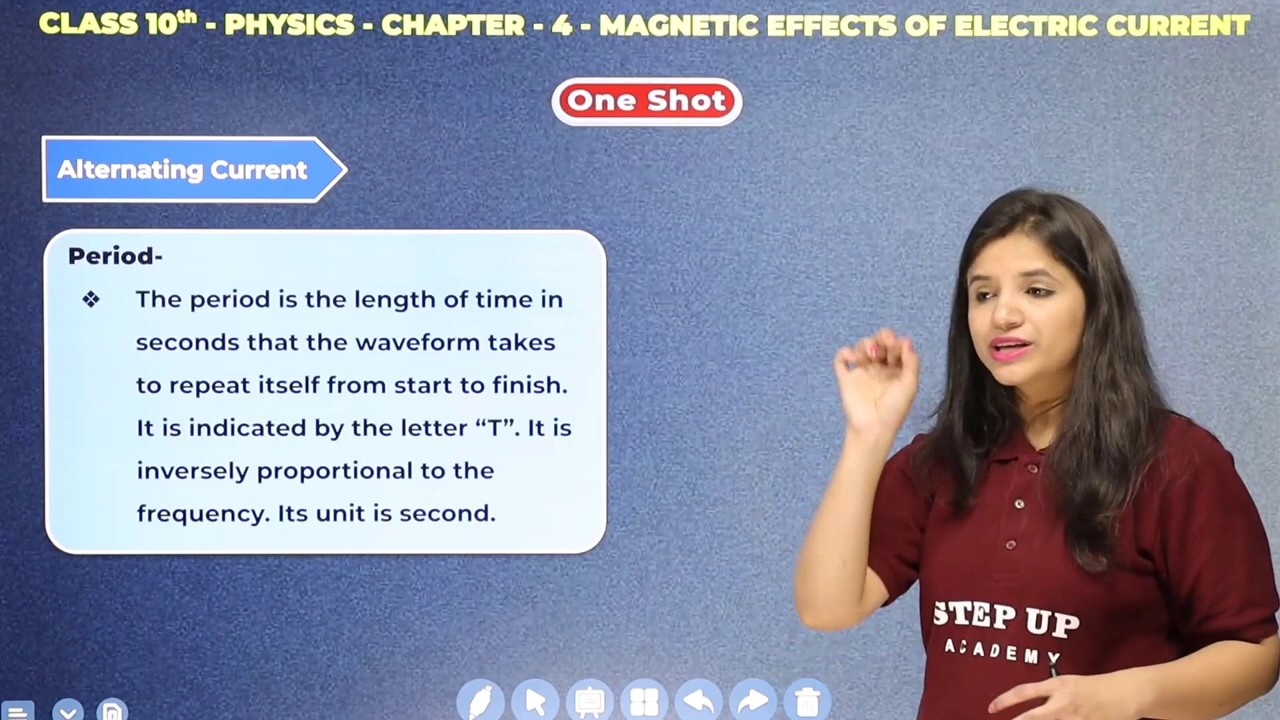 CLASS 10th - PHYSICS - CHAPTER - 4 - MAGNETIC EFFECTS OF ELECTRIC CURRENT
One Shot
Alternating Current
Period-
❖ The period is the length of time in
seconds that the waveform takes
to repeat itself from start to finish.
It is indicated by the letter “T”. It is
inversely proportional to the
frequency. Its unit is second.
STEP UP
ACADEMY